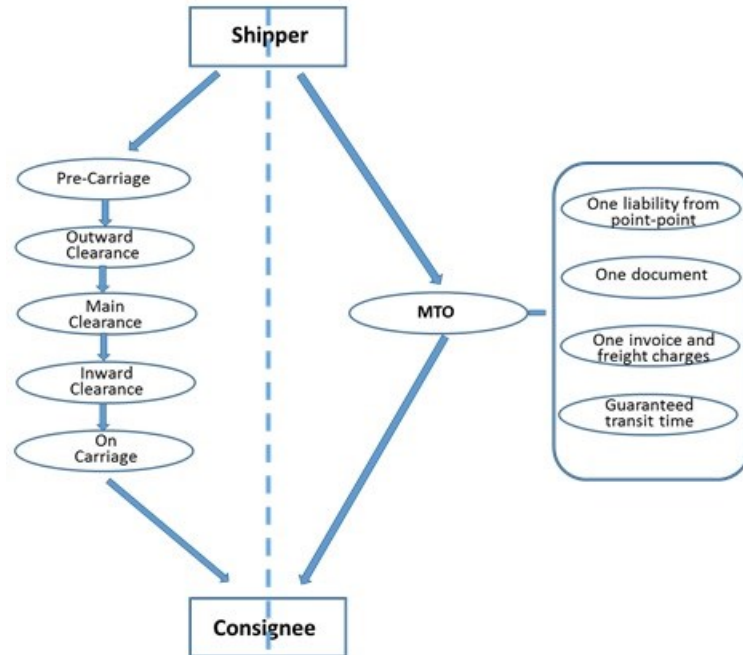 Shipper
Pre-Carriage
Outward
Clearance
Main
Clearance
Inward
Clearance
On
Carriage
MTO
One liability from
point-point
One document
One invoice and
freight charges
Guaranteed
transit time
Consignee